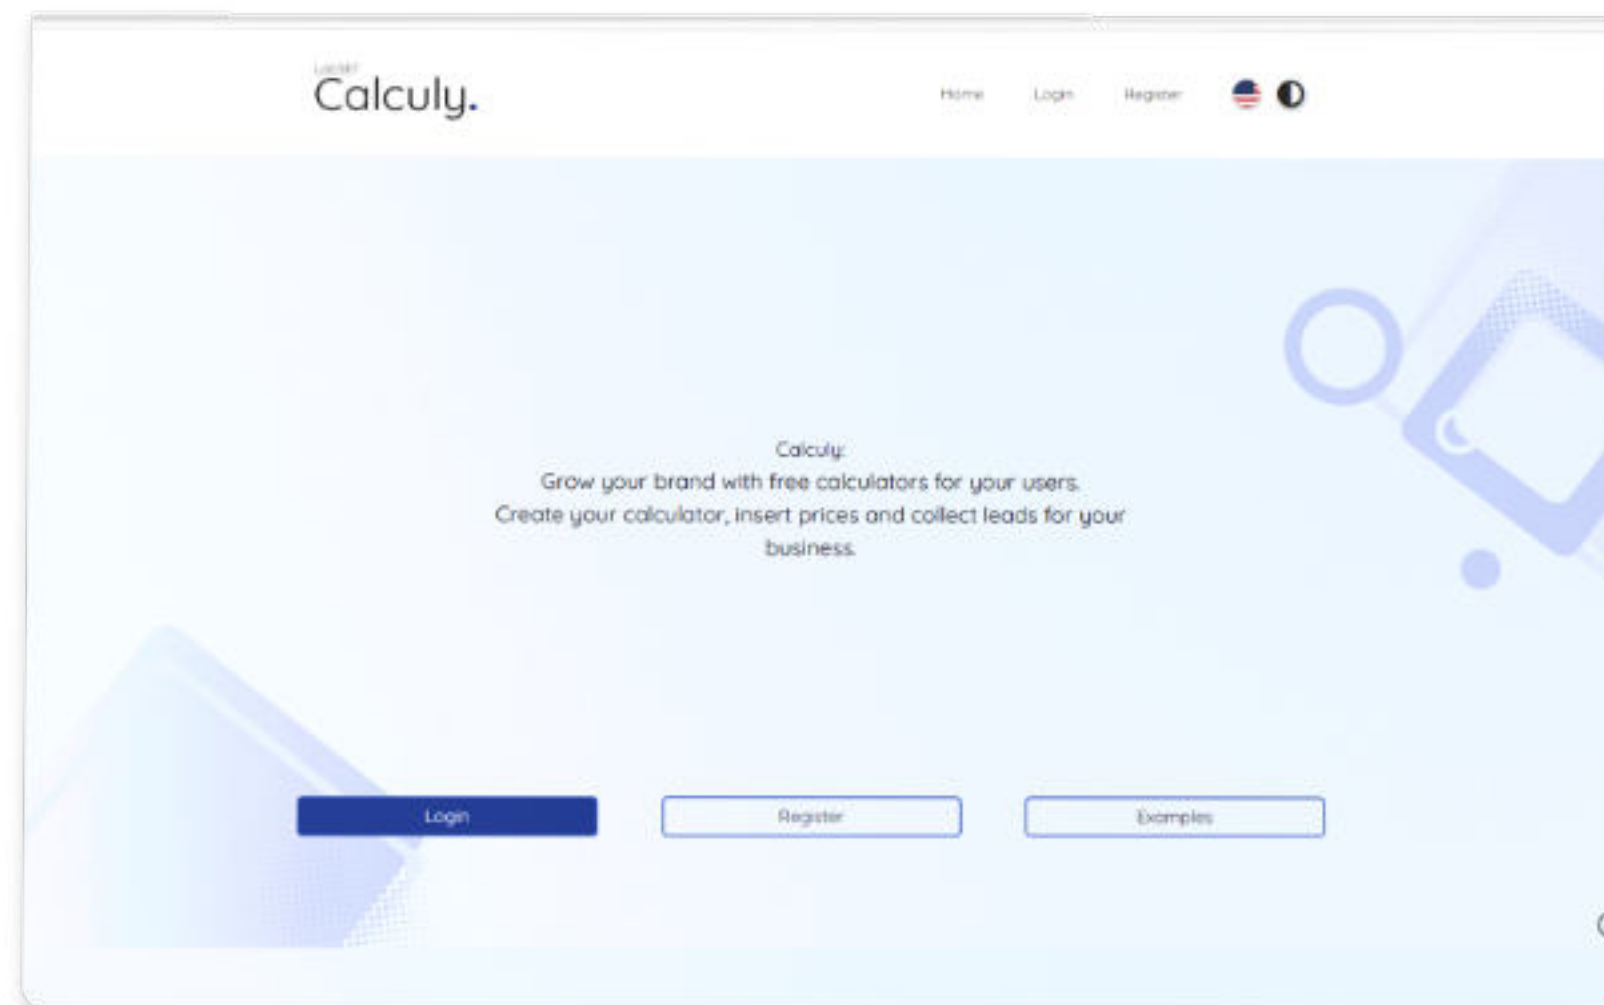 Calculy.
Home Login Register
Calculy:
Grow your brand with free calculators for your users.
Create your calculator, insert prices and collect leads for your
business.
Login Register Examples